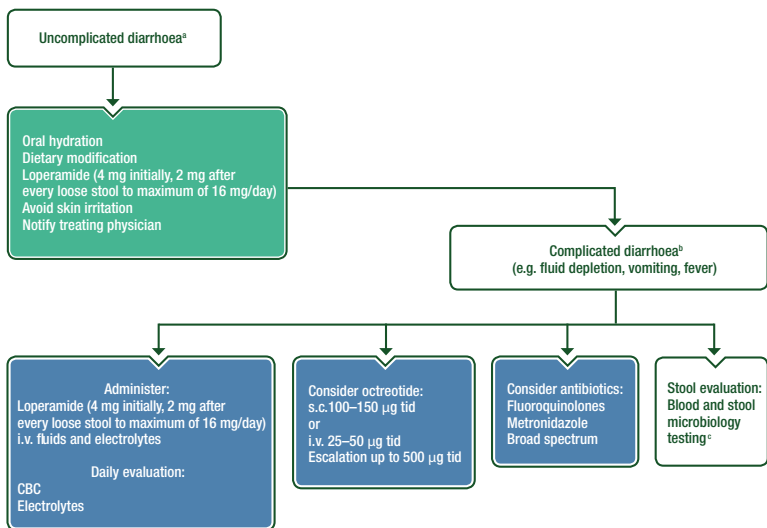 Uncomplicated diarrhoeaᵃ
Oral hydration
Dietary modification
Loperamide (4 mg initially, 2 mg after
every loose stool to maximum of 16 mg/day)
Avoid skin irritation
Notify treating physician
Complicated diarrhoeaᵇ
(e.g. fluid depletion, vomiting, fever)
Administer:
Loperamide (4 mg initially, 2 mg after
every loose stool to maximum of 16 mg/day)
i.v. fluids and electrolytes
Daily evaluation:
CBC
Electrolytes
Consider octreotide:
s.c.100–150 µg tid
or
i.v. 25–50 µg tid
Escalation up to 500 µg tid
Consider antibiotics:
Fluoroquinolones
Metronidazole
Broad spectrum
Stool evaluation:
Blood and stool
microbiology
testingᶜ